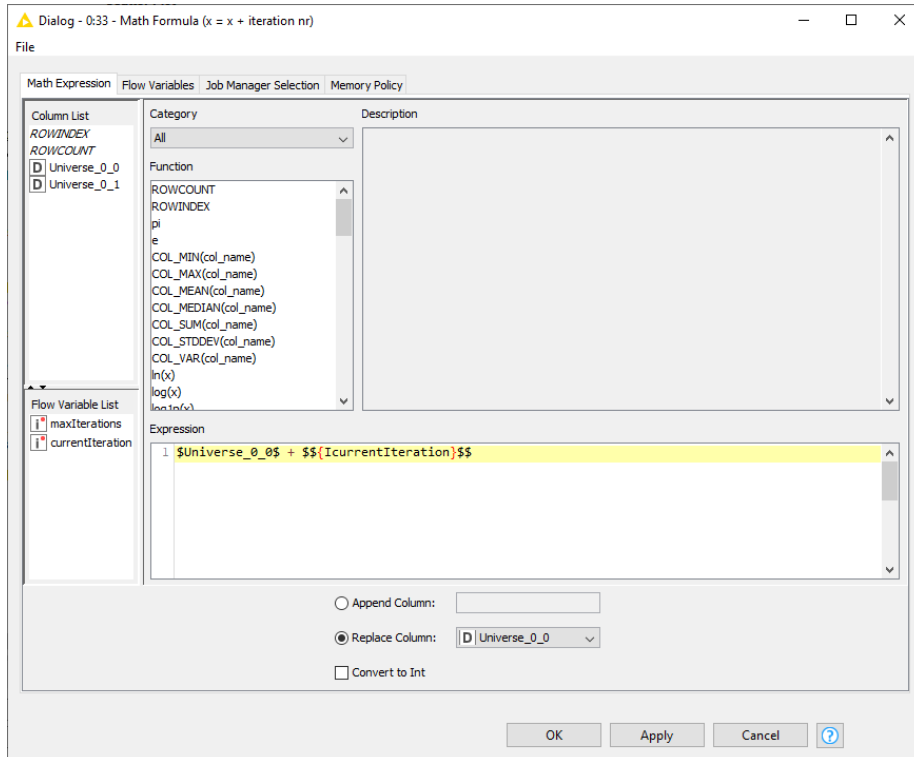 Dialog - 0:33 - Math Formula (x = x + iteration nr)
File
Math Expression Flow Variables Job Manager Selection Memory Policy
Column List
ROWINDEX
ROWCOUNT
D Universe_0_0
D Universe_0_1
Category
All
Function
ROWCOUNT
ROWINDEX
pi
e
COL_MIN(col_name)
COL_MAX(col_name)
COL_MEAN(col_name)
COL_MEDIAN(col_name)
COL_SUM(col_name)
COL_STDDEV(col_name)
COL_VAR(col_name)
ln(x)
log(x)
log1p(x)
Description
Flow Variable List
i maxIterations
i currentIteration
Expression
1 $Universe_0_0$ + $${IcurrentIteration}$$
Append Column:
Replace Column: D Universe_0_0
Convert to Int
OK Apply Cancel ?